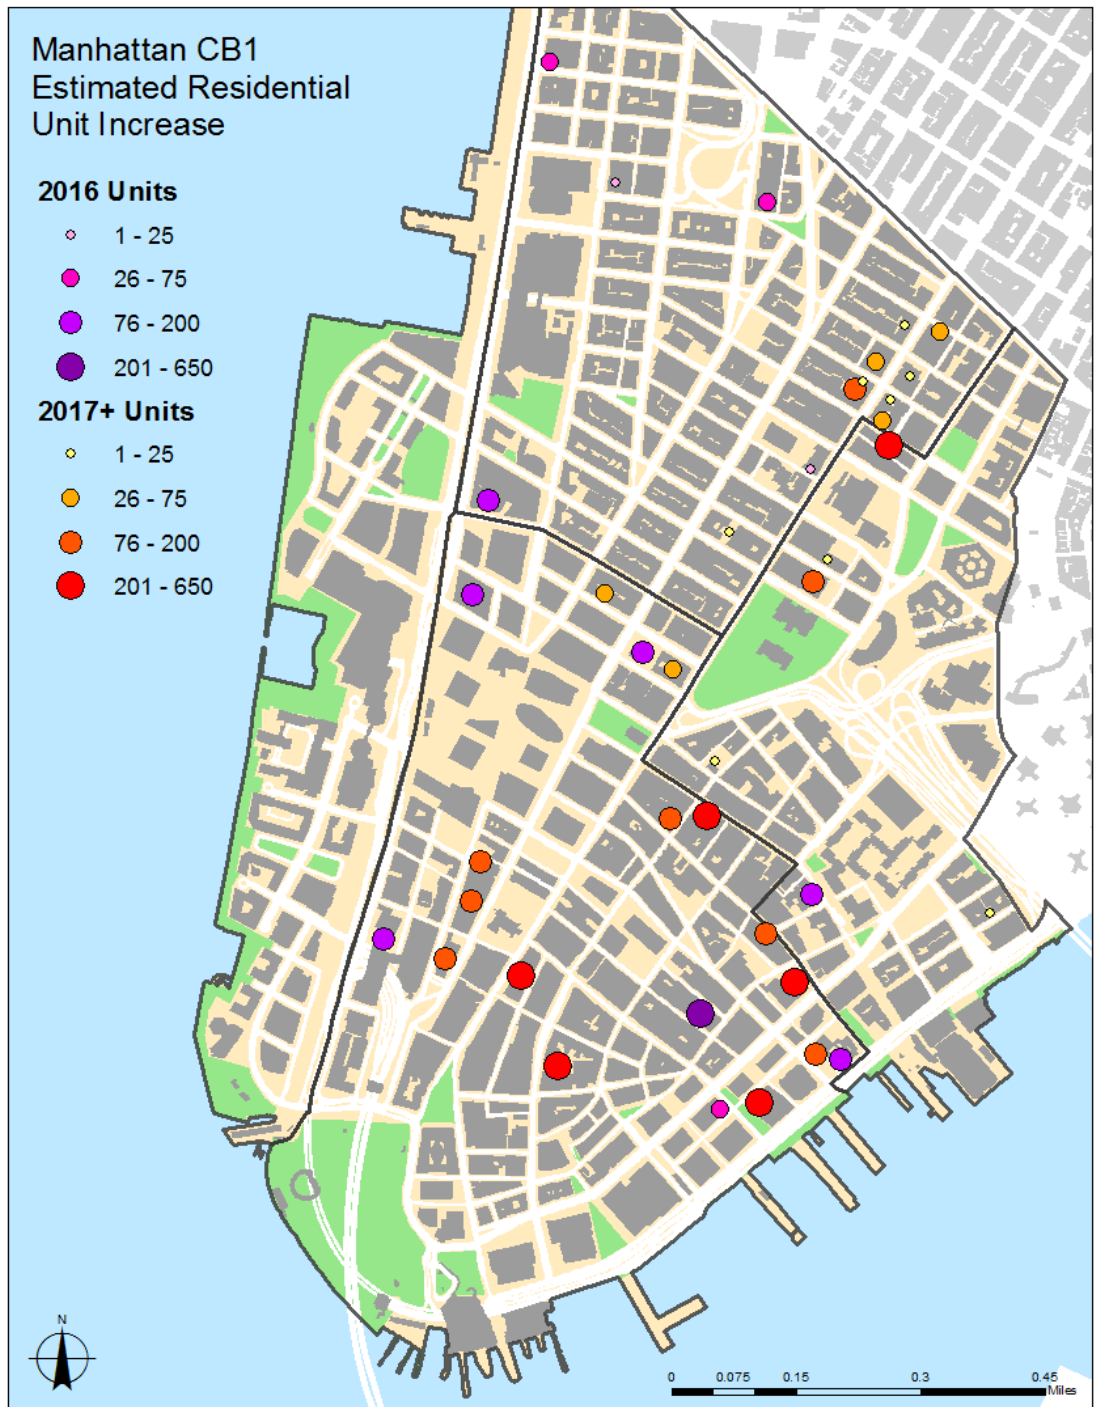 Manhattan CB1
Estimated Residential
Unit Increase
2016 Units
1 - 25
26 - 75
76 - 200
201 - 650
2017+ Units
1 - 25
26 - 75
76 - 200
201 - 650
N
0 0.075 0.15 0.3 0.45
Miles